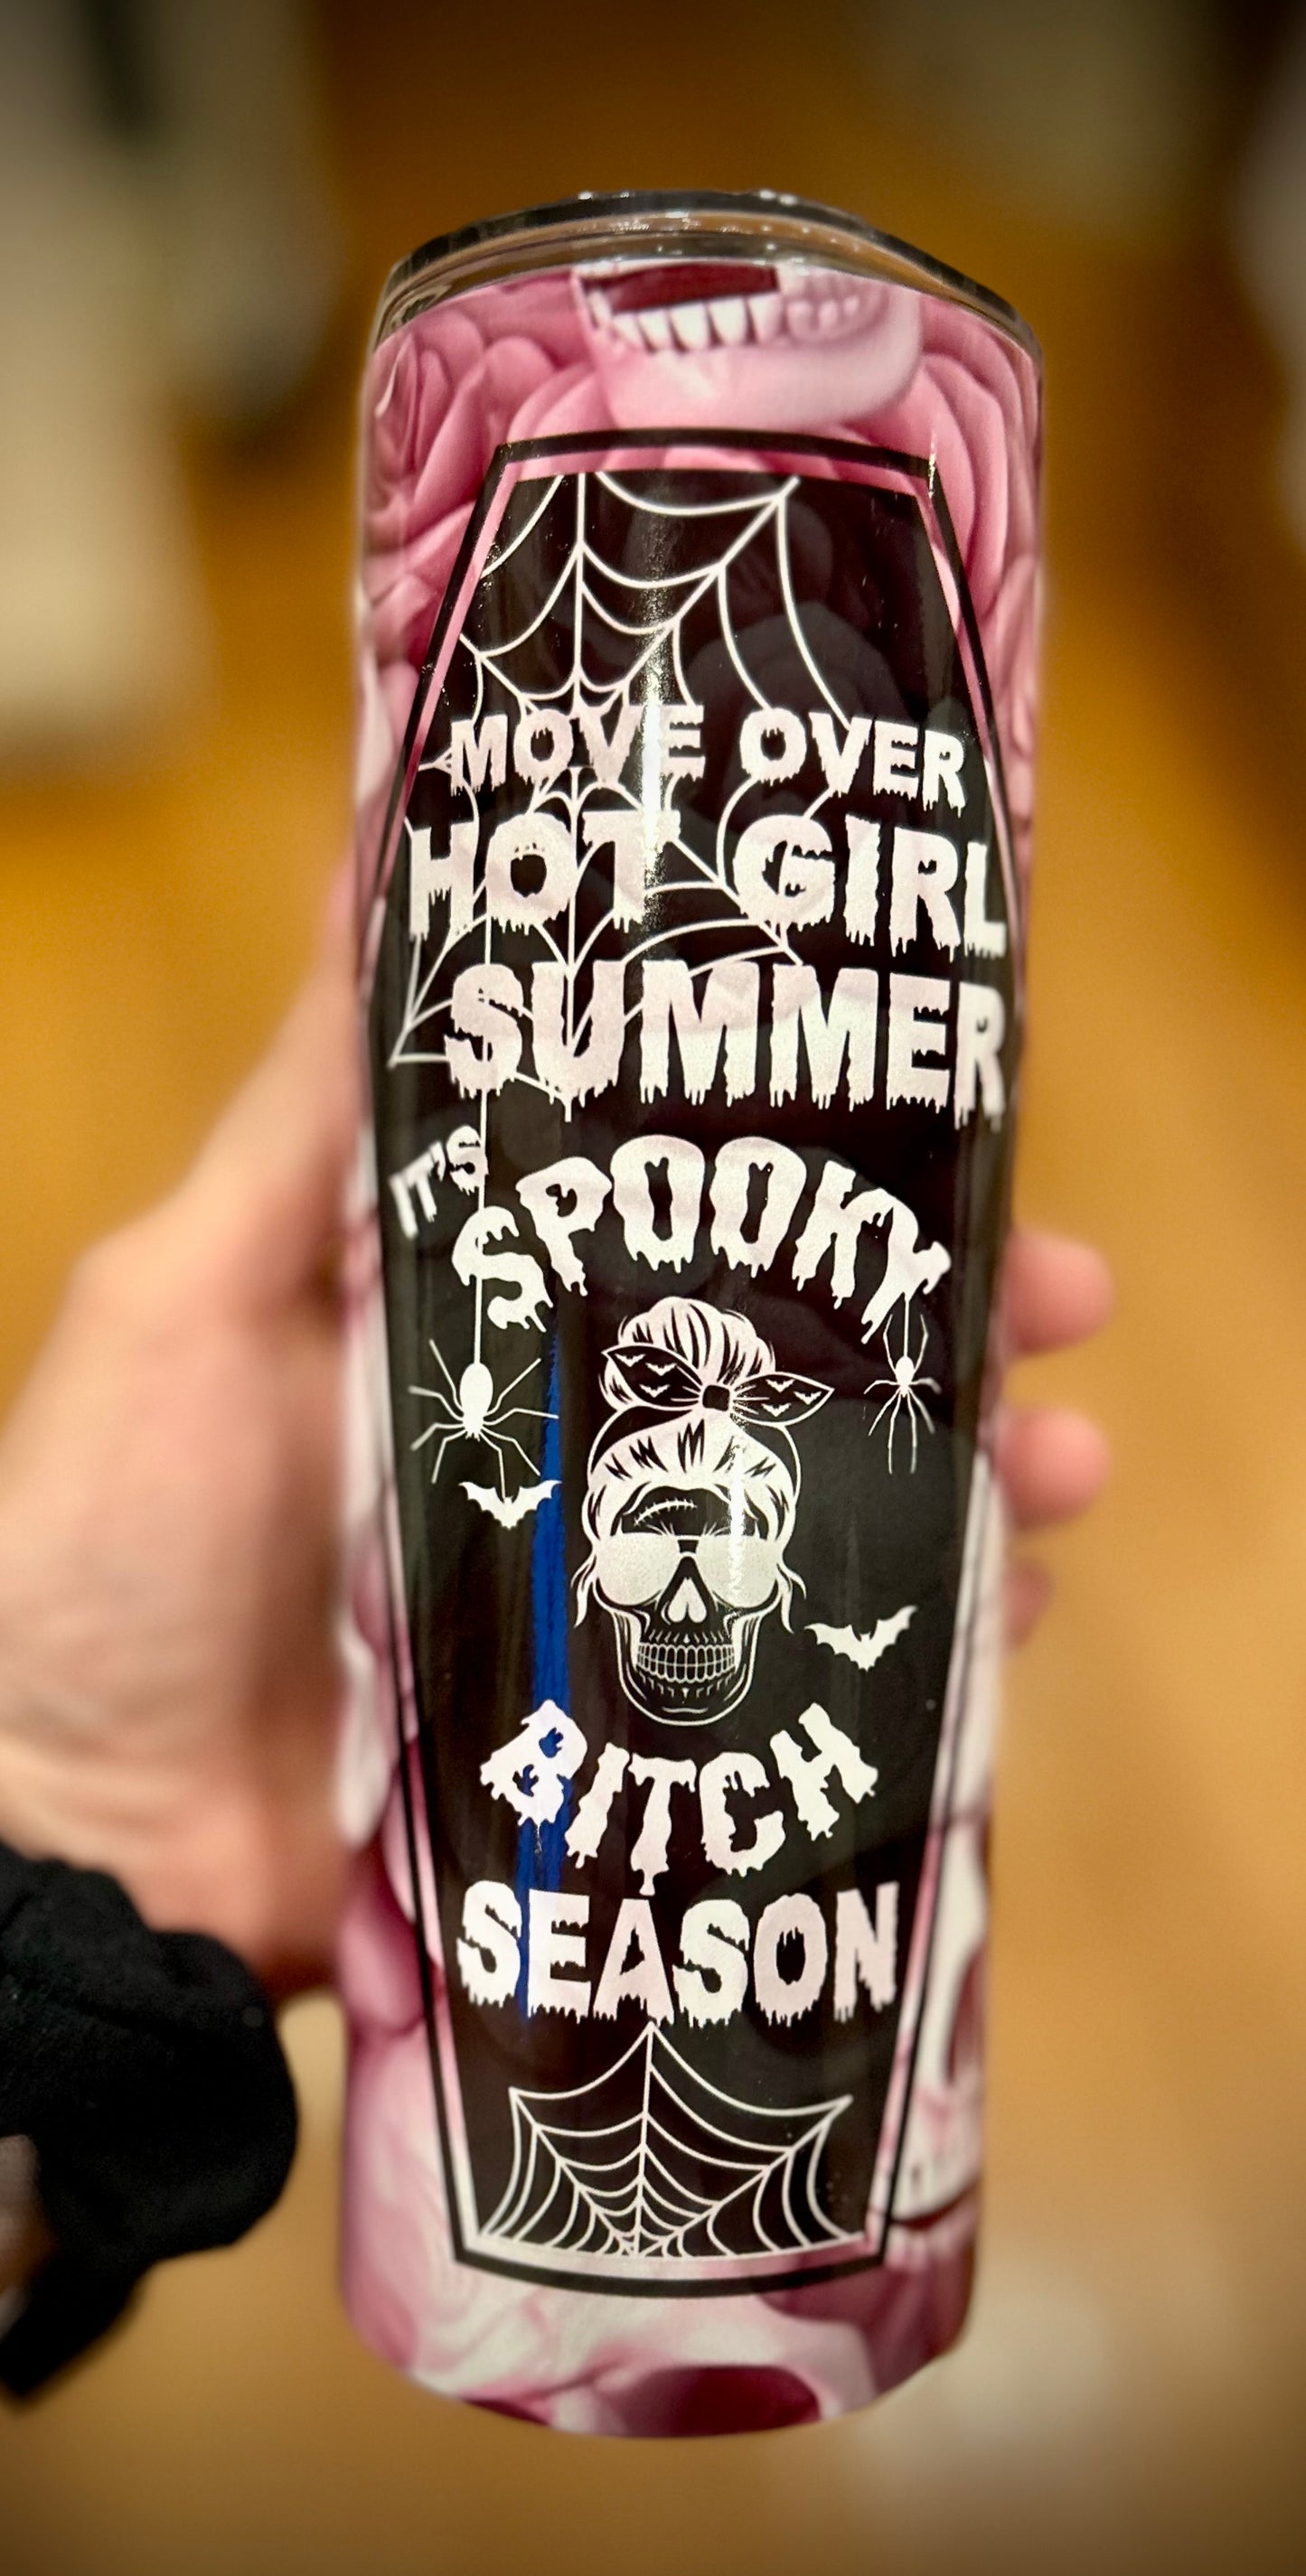 MOVE OVER
HOT GIRL
SUMMER
IT'S
SPOOKY
BITCH
SEASON